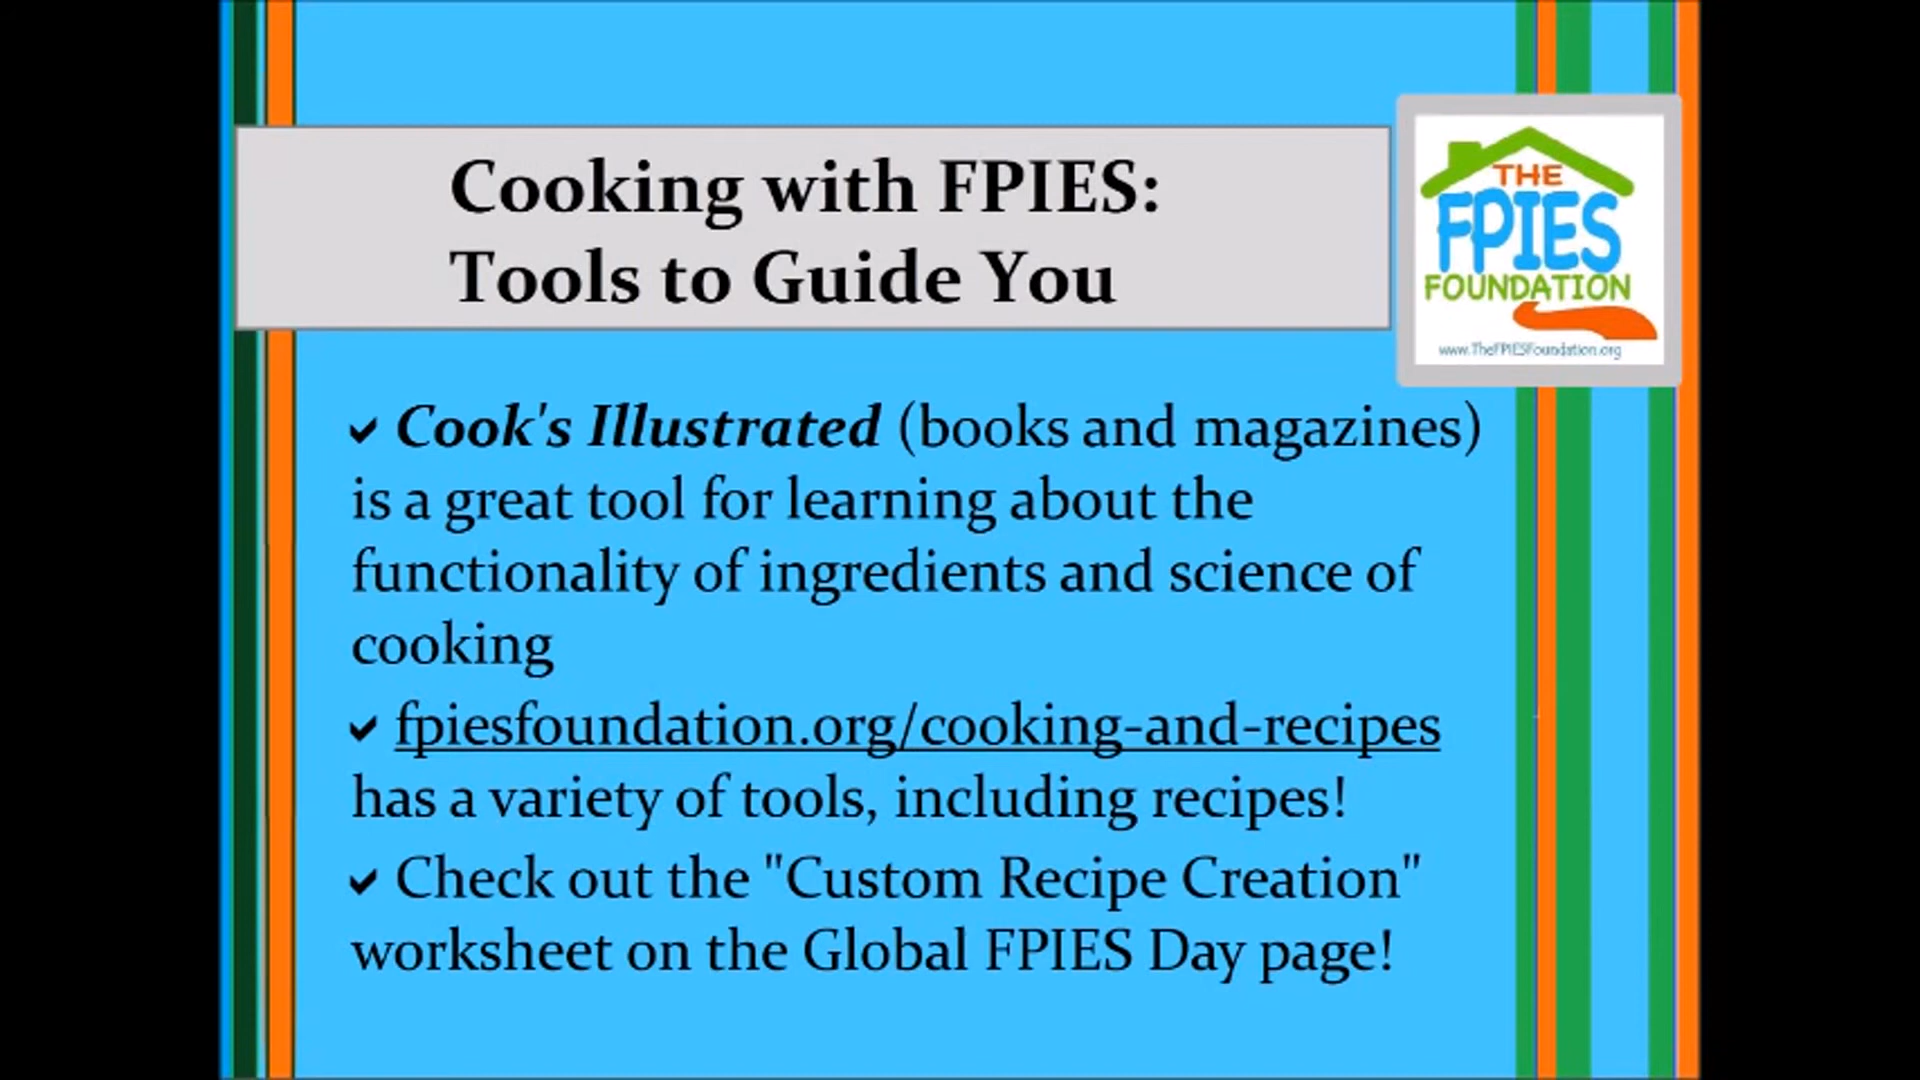 Cooking with FPIES:
Tools to Guide You
THE
FPIES
FOUNDATION
www.TheFPIESFoundation.org
Cook's Illustrated (books and magazines)
is a great tool for learning about the
functionality of ingredients and science of
cooking
fpiesfoundation.org/cooking-and-recipes
has a variety of tools, including recipes!
Check out the "Custom Recipe Creation"
worksheet on the Global FPIES Day page!